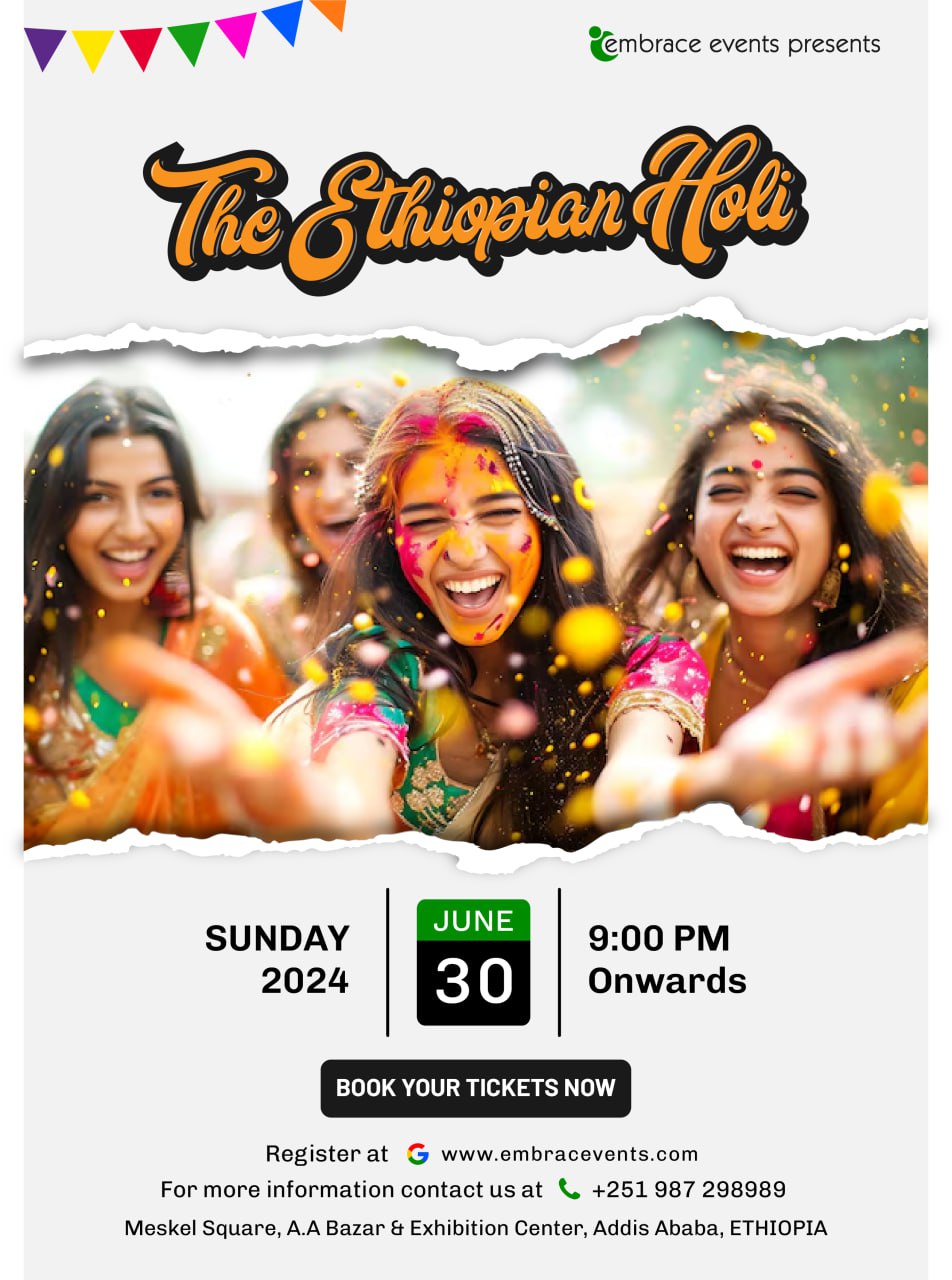 embrace events presents
The Ethiopian Holi
SUNDAY
2024
JUNE
30
9:00 PM
Onwards
BOOK YOUR TICKETS NOW
Register at www.embracevents.com
For more information contact us at +251 987 298989
Meskel Square, A.A Bazar & Exhibition Center, Addis Ababa, ETHIOPIA